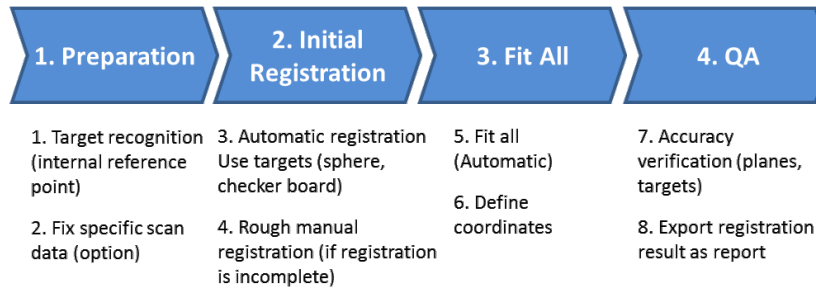 1. Preparation
2. Initial
Registration
3. Fit All
4. QA
1. Target recognition
(internal reference
point)
2. Fix specific scan
data (option)
3. Automatic registration
Use targets (sphere,
checker board)
4. Rough manual
registration (if registration
is incomplete)
5. Fit all
(Automatic)
6. Define
coordinates
7. Accuracy
verification (planes,
targets)
8. Export registration
result as report